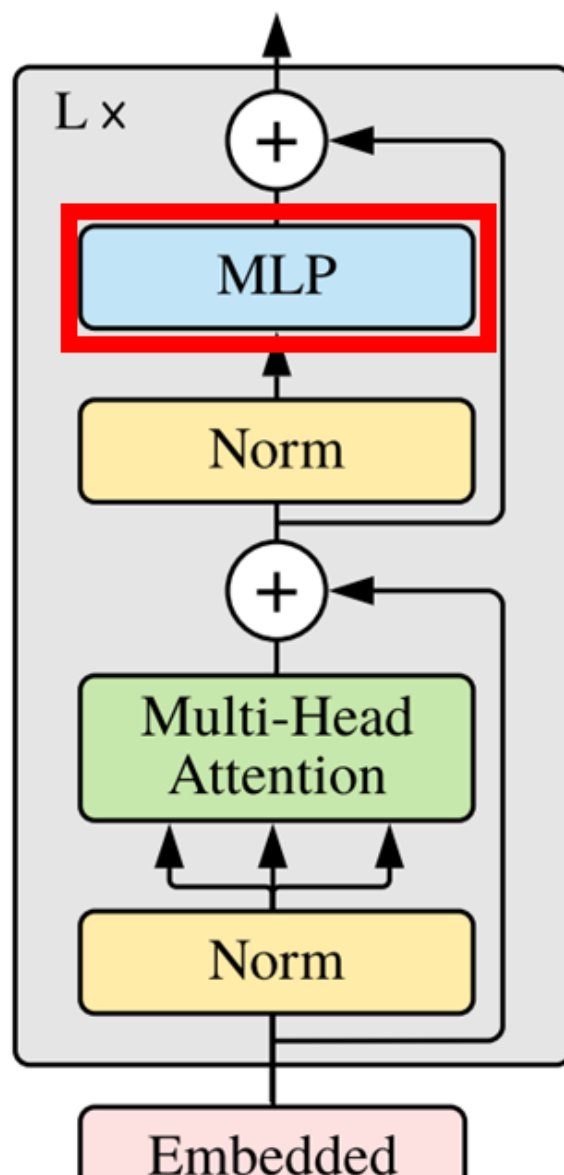 L ×
+
MLP
Norm
+
Multi-Head
Attention
Norm
Embedded